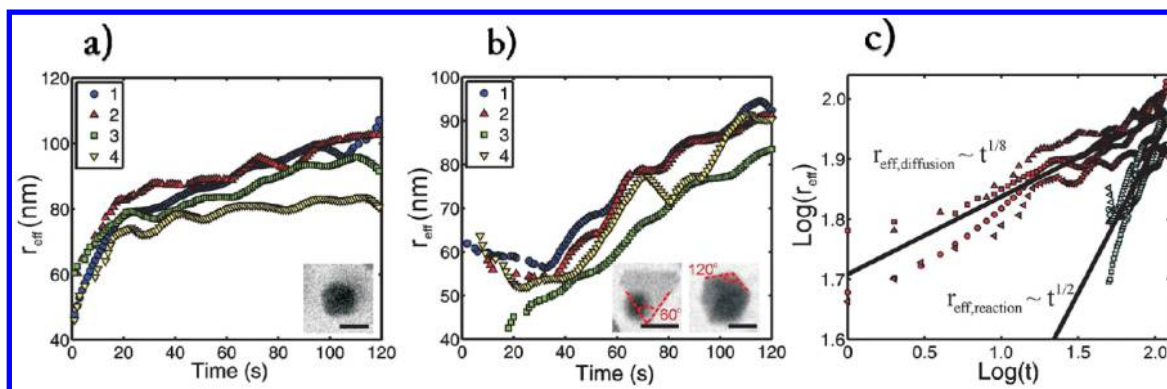 a)
120
100
80
60
40
0 20 40 60 80 100 120
r_eff (nm)
Time (s)
1
2
3
4
b)
100
90
80
70
60
50
40
0 20 40 60 80 100 120
r_eff (nm)
Time (s)
1
2
3
4
60°
120°
c)
2.0
1.9
1.8
1.7
1.6
0 0.5 1.0 1.5 2.0
Log(r_eff)
Log(t)
r_eff,diffusion ~ t^1/8
r_eff,reaction ~ t^1/2